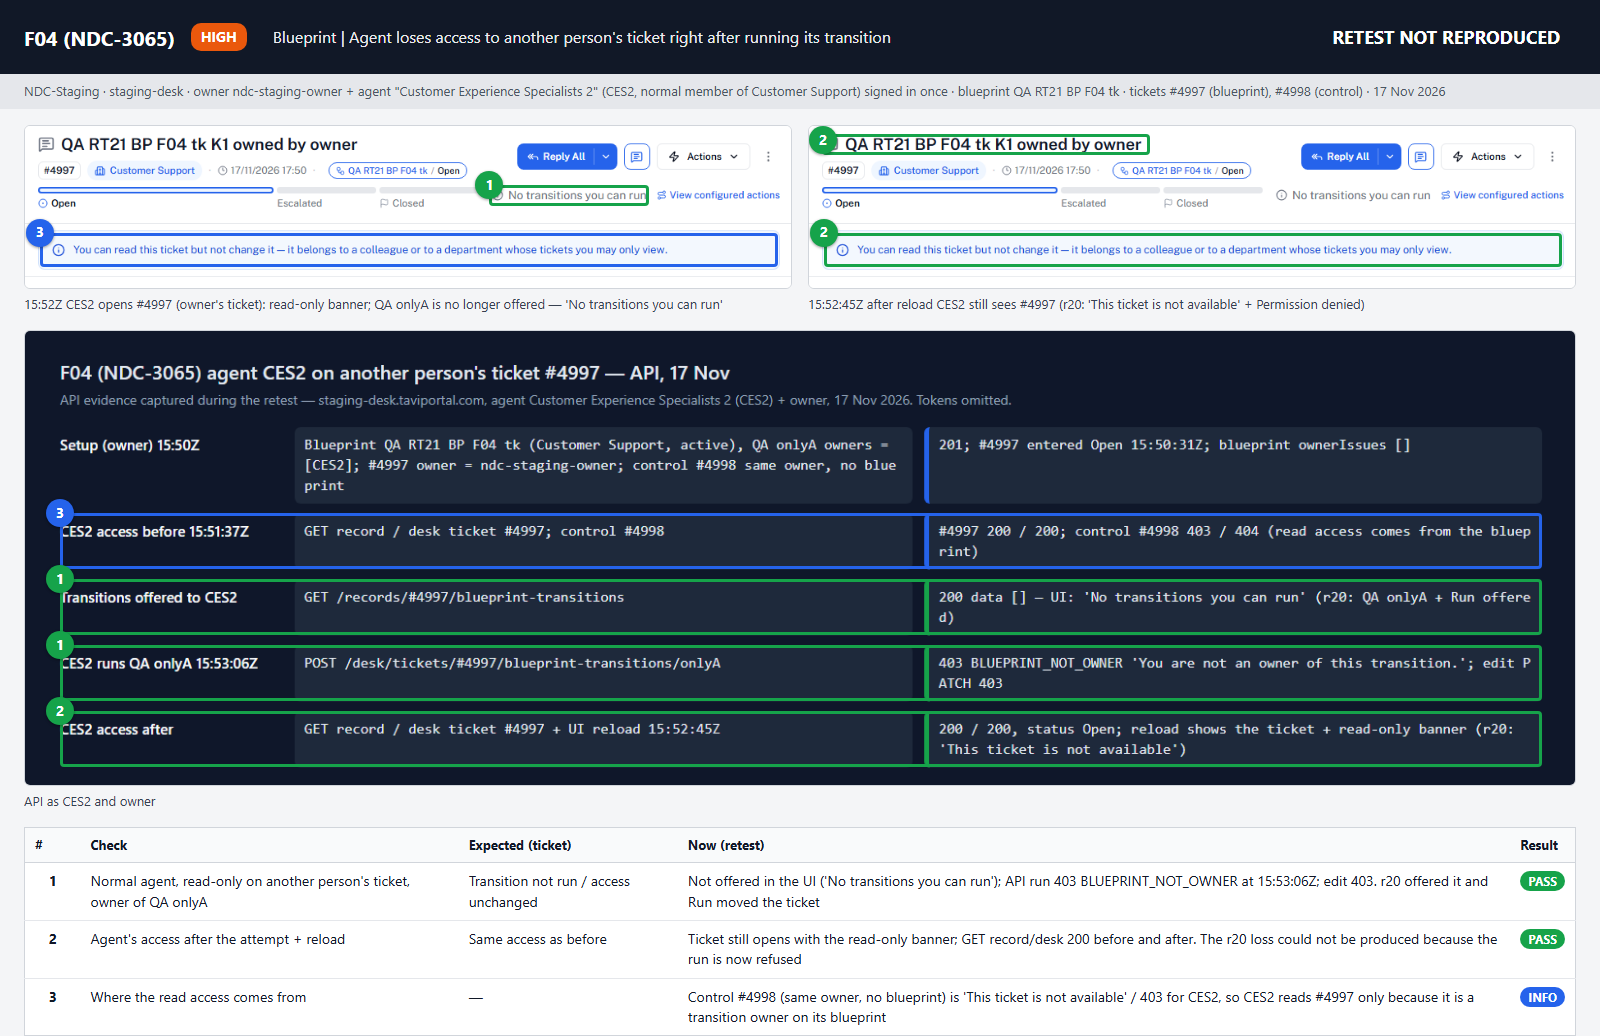 F04 (NDC-3065) HIGH Blueprint | Agent loses access to another person's ticket right after running its transition RETEST NOT REPRODUCED
NDC-Staging · staging-desk · owner ndc-staging-owner + agent "Customer Experience Specialists 2" (CES2, normal member of Customer Support) signed in once · blueprint QA RT21 BP F04 tk · tickets #4997 (blueprint), #4998 (control) · 17 Nov 2026
QA RT21 BP F04 tk K1 owned by owner
Reply All Actions
#4997 Customer Support · 17/11/2026 17:50 · QA RT21 BP F04 tk / Open
1 No transitions you can run View configured actions
Open Escalated Closed
3 You can read this ticket but not change it — it belongs to a colleague or to a department whose tickets you may only view.
15:52Z CES2 opens #4997 (owner's ticket): read-only banner; QA onlyA is no longer offered — 'No transitions you can run'
2 QA RT21 BP F04 tk K1 owned by owner
Reply All Actions
#4997 Customer Support · 17/11/2026 17:50 · QA RT21 BP F04 tk / Open
No transitions you can run View configured actions
Open Escalated Closed
2 You can read this ticket but not change it — it belongs to a colleague or to a department whose tickets you may only view.
15:52:45Z after reload CES2 still sees #4997 (r20: 'This ticket is not available' + Permission denied)
F04 (NDC-3065) agent CES2 on another person's ticket #4997 — API, 17 Nov
API evidence captured during the retest — staging-desk.taviportal.com, agent Customer Experience Specialists 2 (CES2) + owner, 17 Nov 2026. Tokens omitted.
Setup (owner) 15:50Z
Blueprint QA RT21 BP F04 tk (Customer Support, active), QA onlyA owners =
[CES2]; #4997 owner = ndc-staging-owner; control #4998 same owner, no blue
print
201; #4997 entered Open 15:50:31Z; blueprint ownerIssues []
3
CES2 access before 15:51:37Z
GET record / desk ticket #4997; control #4998
#4997 200 / 200; control #4998 403 / 404 (read access comes from the bluep
rint)
1
Transitions offered to CES2
GET /records/#4997/blueprint-transitions
200 data [] — UI: 'No transitions you can run' (r20: QA onlyA + Run offere
d)
1
CES2 runs QA onlyA 15:53:06Z
POST /desk/tickets/#4997/blueprint-transitions/onlyA
403 BLUEPRINT_NOT_OWNER 'You are not an owner of this transition.'; edit P
ATCH 403
2
CES2 access after
GET record / desk ticket #4997 + UI reload 15:52:45Z
200 / 200, status Open; reload shows the ticket + read-only banner (r20:
'This ticket is not available')
API as CES2 and owner
# Check Expected (ticket) Now (retest) Result
1 Normal agent, read-only on another person's ticket,
owner of QA onlyA
Transition not run / access
unchanged
Not offered in the UI ('No transitions you can run'); API run 403 BLUEPRINT_NOT_OWNER at 15:53:06Z; edit 403. r20 offered it and
Run moved the ticket
PASS
2 Agent's access after the attempt + reload
Same access as before
Ticket still opens with the read-only banner; GET record/desk 200 before and after. The r20 loss could not be produced because the
run is now refused
PASS
3 Where the read access comes from
—
Control #4998 (same owner, no blueprint) is 'This ticket is not available' / 403 for CES2, so CES2 reads #4997 only because it is a
transition owner on its blueprint
INFO